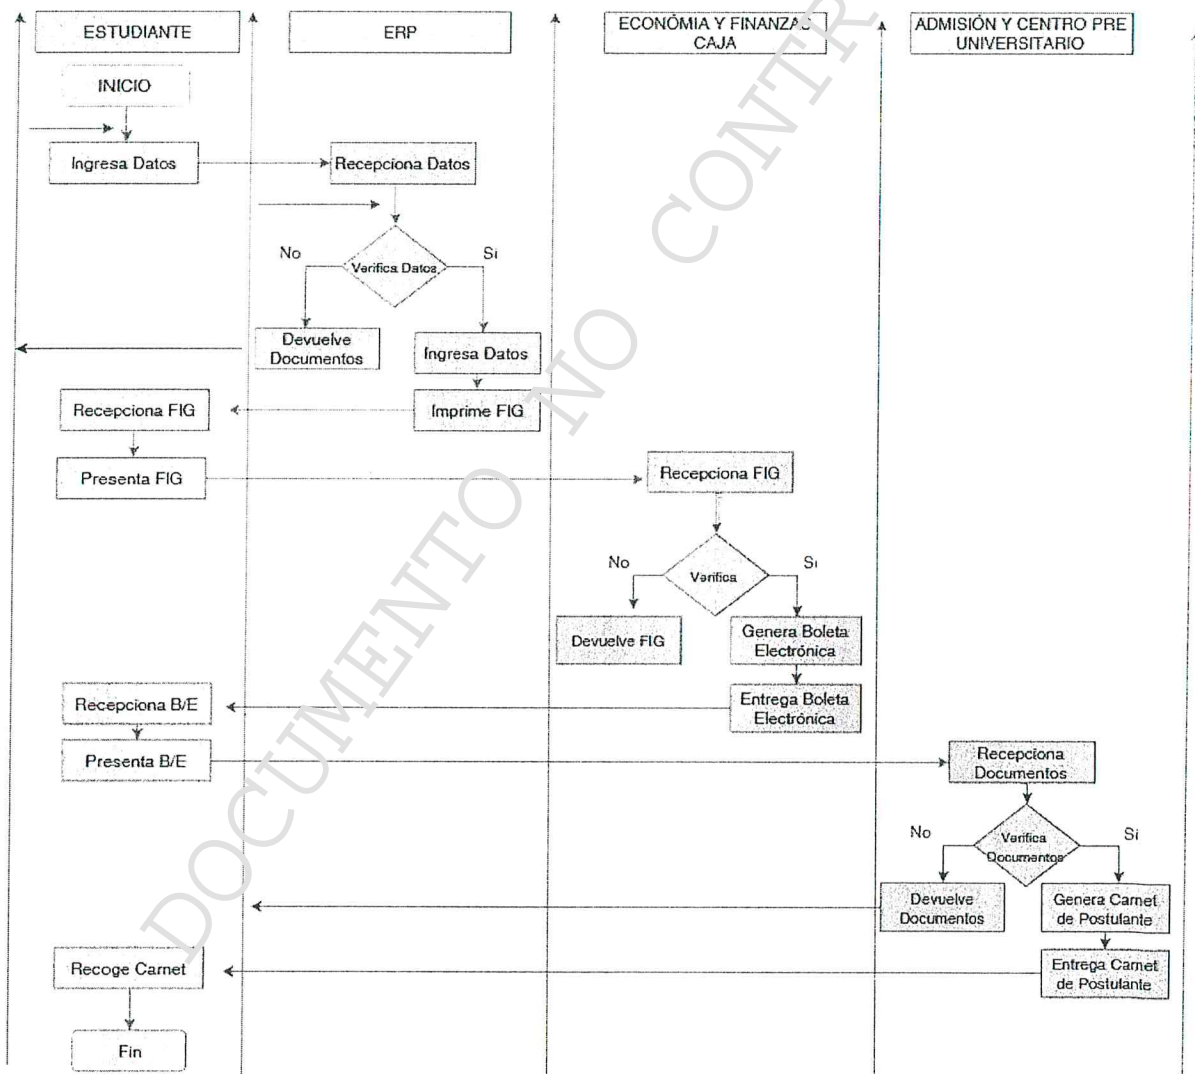 ESTUDIANTE
ERP
ECONÓMIA Y FINANZAS
CAJA
ADMISIÓN Y CENTRO PRE
UNIVERSITARIO
INICIO
Ingresa Datos
Recepciona Datos
No
Si
Verifica Datos
Devuelve
Documentos
Ingresa Datos
Recepciona FIG
Imprime FIG
Presenta FIG
Recepciona FIG
No
Si
Verifica
Devuelve FIG
Genera Boleta
Electrónica
Recepciona B/E
Entrega Boleta
Electrónica
Presenta B/E
Recepciona
Documentos
No
Si
Verifica
Documentos
Devuelve
Documentos
Genera Carnet
de Postulante
Recoge Carnet
Entrega Carnet
de Postulante
Fin
DOCUMENTO NO CONTR